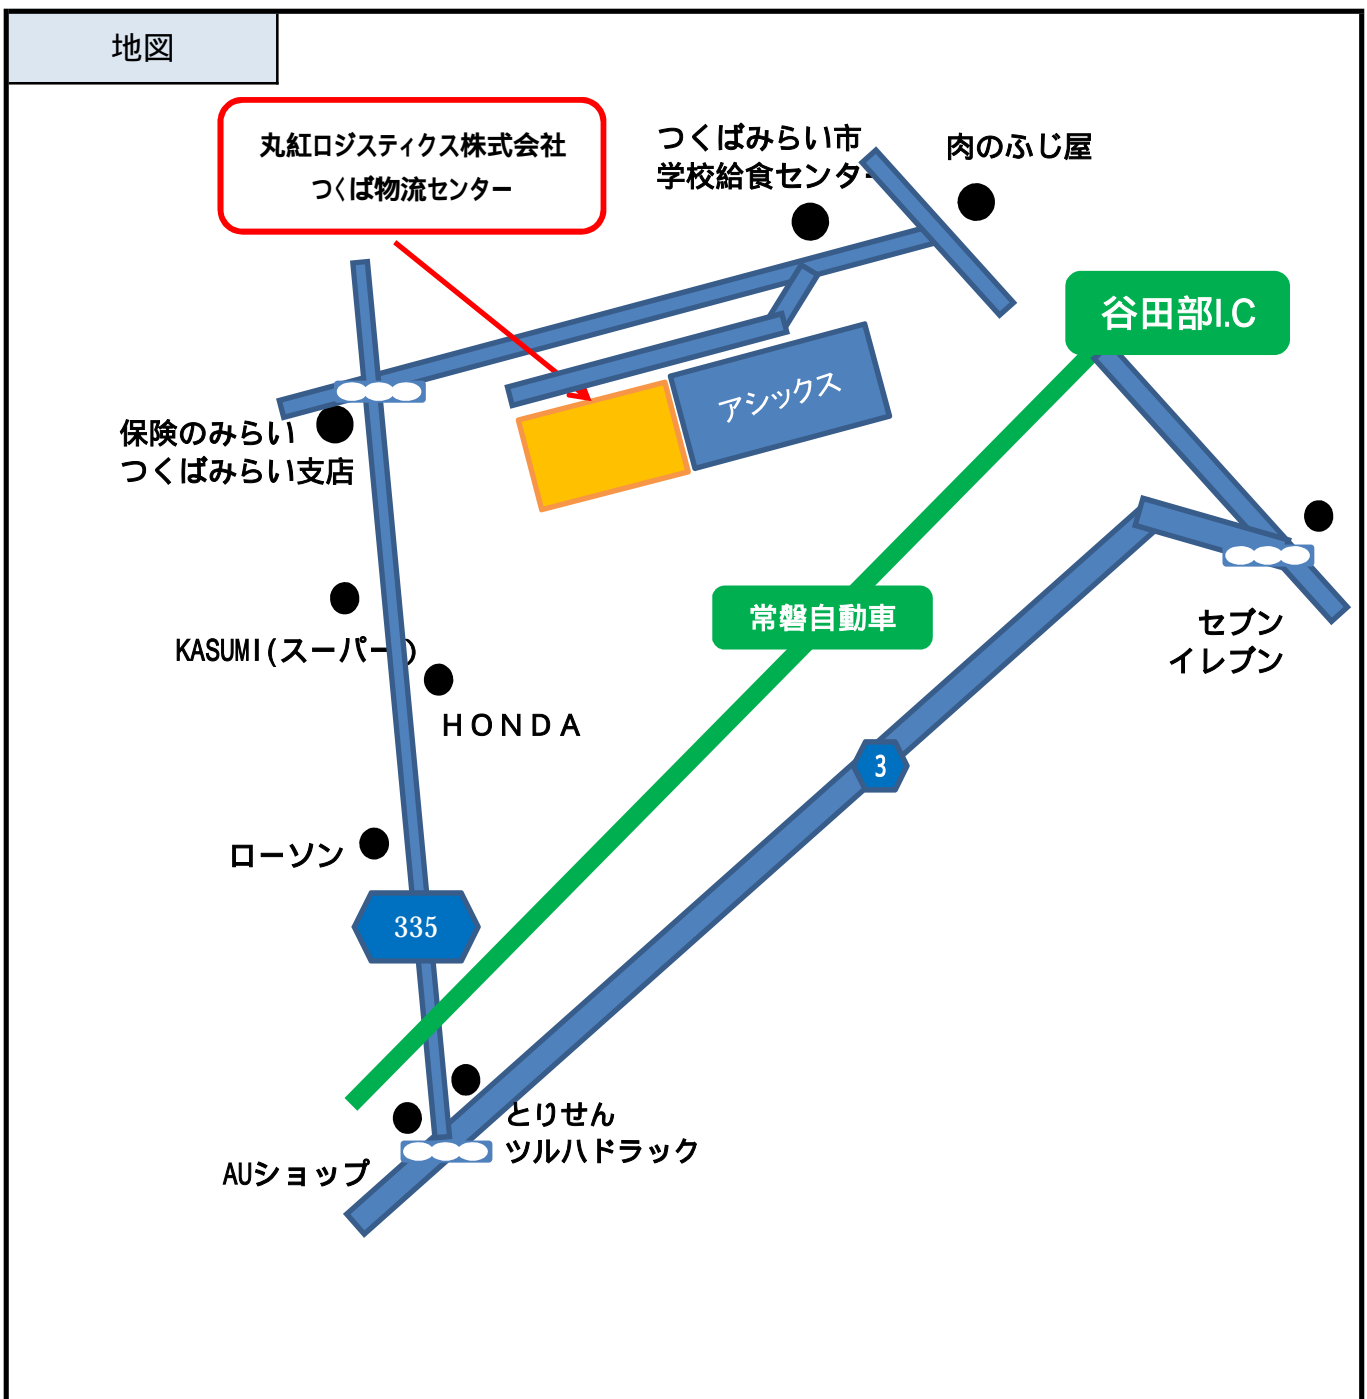 地図
丸紅ロジスティクス株式会社
つくば物流センター
つくばみらい市
学校給食センター
肉のふじ屋
谷田部I.C
アシックス
保険のみらい
つくばみらい支店
常磐自動車
セブン
イレブン
KASUMI(スーパー)
HONDA
3
ローソン
335
とりせん
ツルハドラック
AUショップ